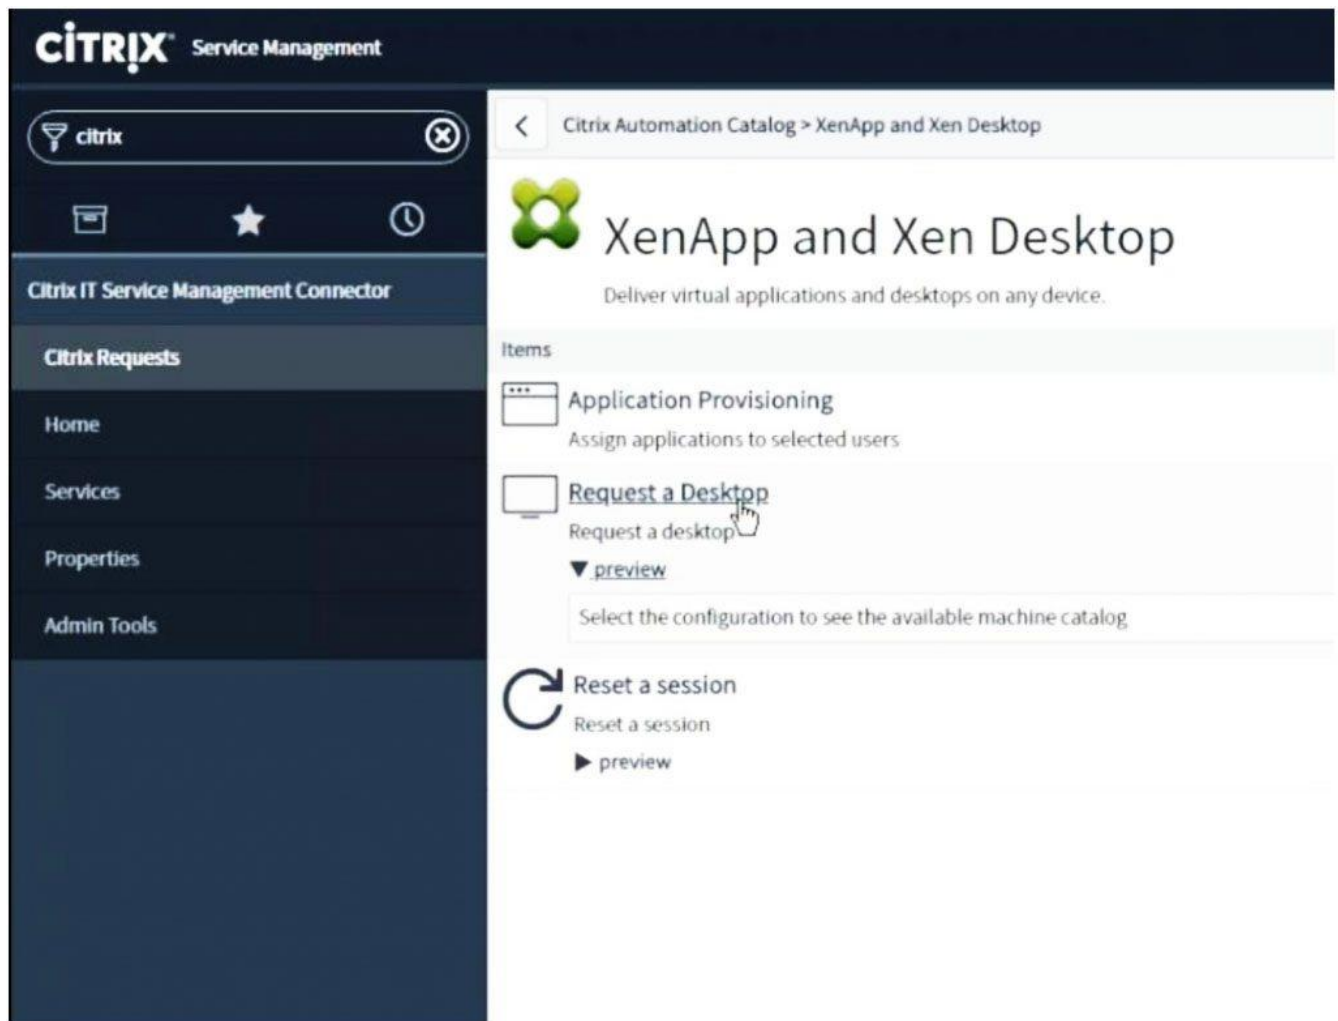 CİTRIX Service Management
citrix
Citrix Automation Catalog > XenApp and Xen Desktop
XenApp and Xen Desktop
Deliver virtual applications and desktops on any device.
Citrix IT Service Management Connector
Citrix Requests
Home
Services
Properties
Admin Tools
Items
Application Provisioning
Assign applications to selected users
Request a Desktop
Request a desktop
▼ preview
Select the configuration to see the available machine catalog
Reset a session
Reset a session
▶ preview